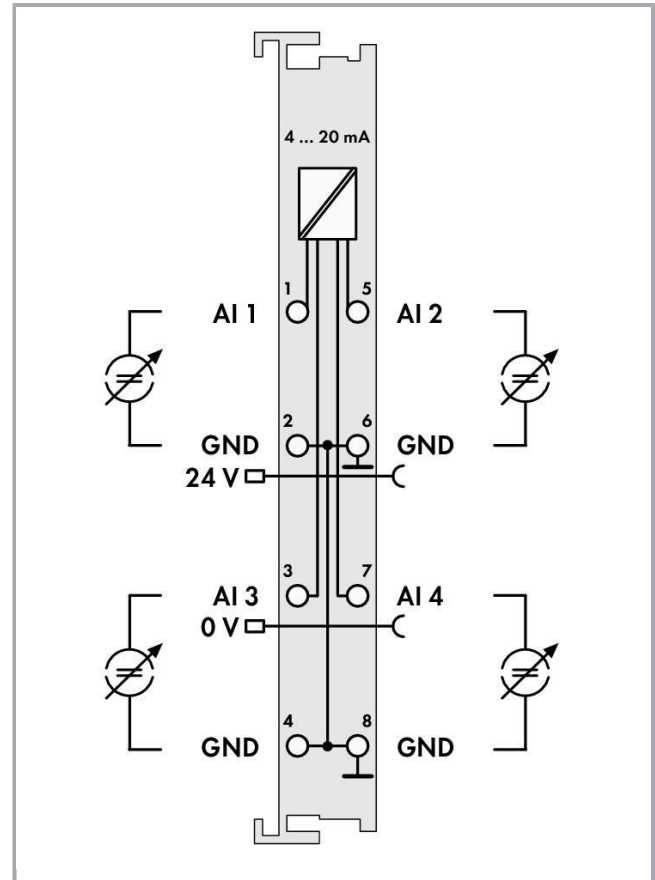 4 ... 20 mA
1 5
AI 1 AI 2
2 6
GND GND
24 V
3 7
AI 3 AI 4
0 V
4 8
GND GND